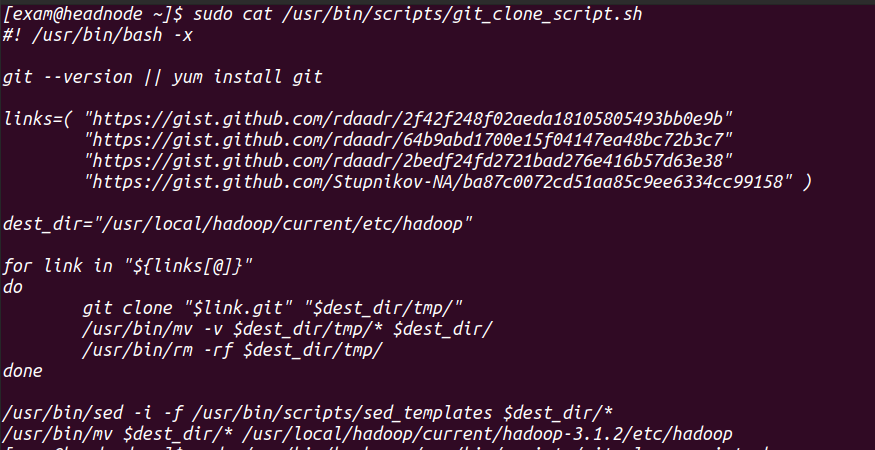 [exam@headnode ~]$ sudo cat /usr/bin/scripts/git_clone_script.sh
#! /usr/bin/bash -x
git --version || yum install git
links=( "https://gist.github.com/rdaadr/2f42f248f02aeda18105805493bb0e9b"
"https://gist.github.com/rdaadr/64b9abd1700e15f04147ea48bc72b3c7"
"https://gist.github.com/rdaadr/2bedf24fd2721bad276e416b57d63e38"
"https://gist.github.com/Stupnikov-NA/ba87c0072cd51aa85c9ee6334cc99158" )
dest_dir="/usr/local/hadoop/current/etc/hadoop"
for link in "${links[@]}"
do
git clone "$link.git" "$dest_dir/tmp/"
/usr/bin/mv -v $dest_dir/tmp/* $dest_dir/
/usr/bin/rm -rf $dest_dir/tmp/
done
/usr/bin/sed -i -f /usr/bin/scripts/sed_templates $dest_dir/*
/usr/bin/mv $dest_dir/* /usr/local/hadoop/current/hadoop-3.1.2/etc/hadoop